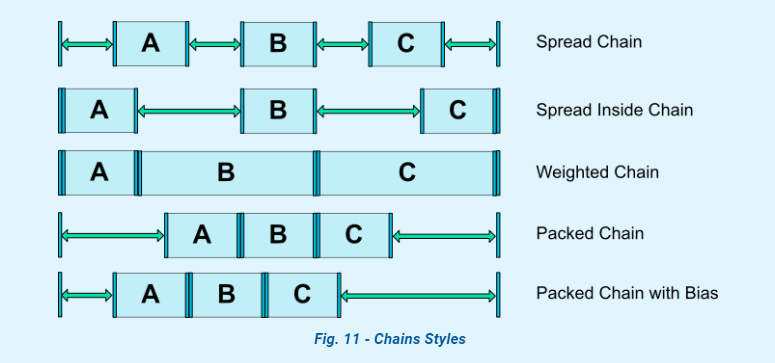 A B C Spread Chain
A B C Spread Inside Chain
A B C Weighted Chain
A B C Packed Chain
A B C Packed Chain with Bias
Fig. 11 - Chains Styles